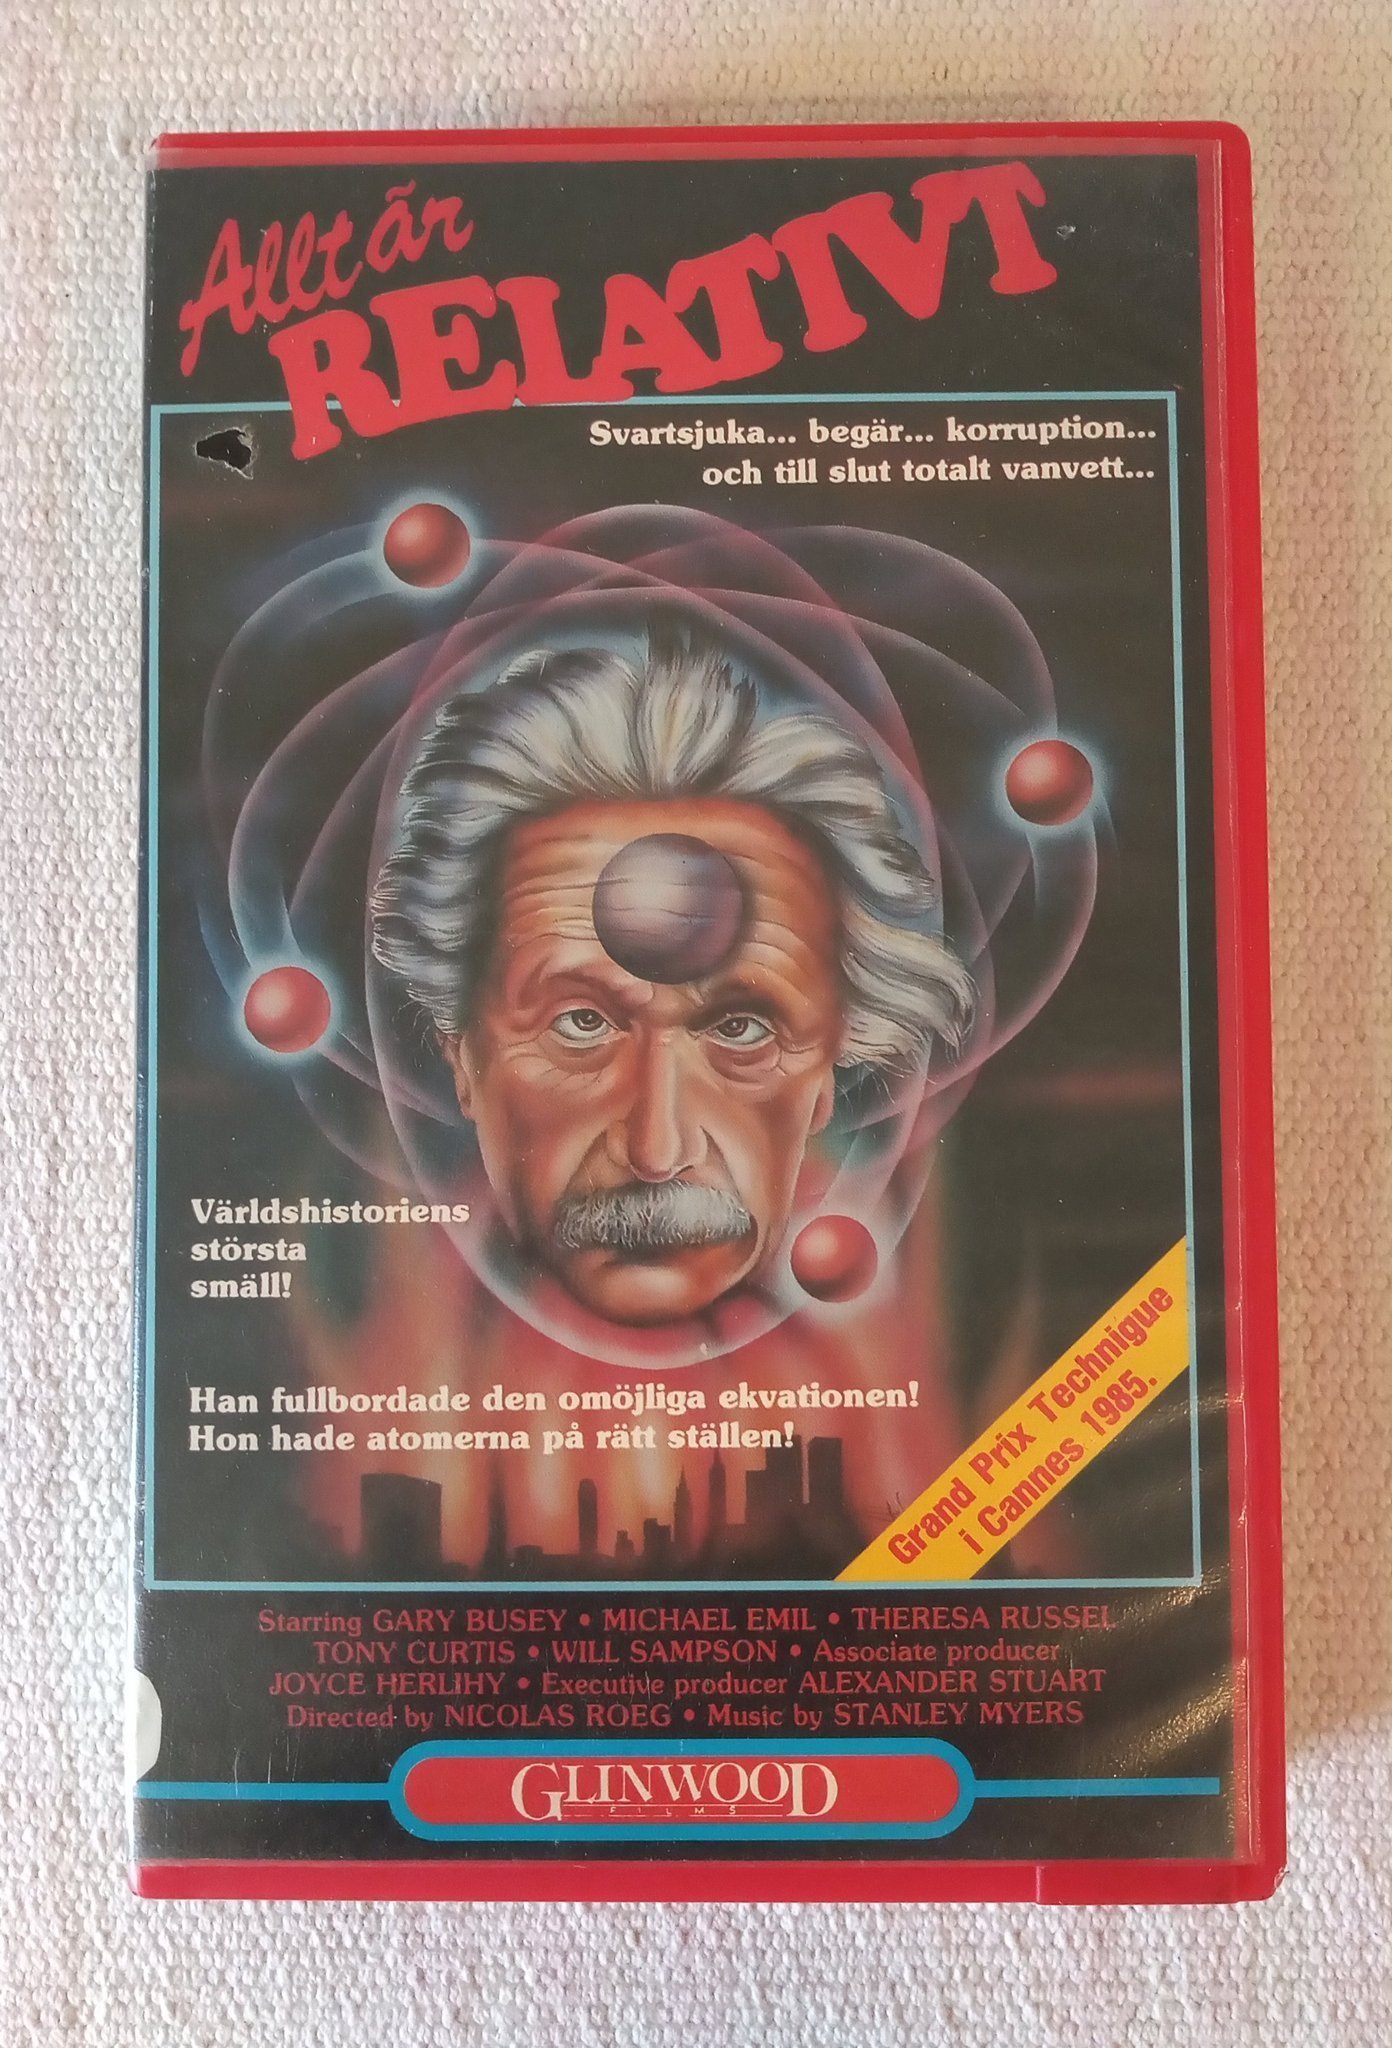 Allt är
RELATIVT
Svartsjuka... begär... korruption...
och till slut totalt vanvett...
Världshistoriens
största
smäll!
Han fullbordade den omöjliga ekvationen!
Hon hade atomerna på rätt ställen!
Grand Prix Technigue
i Cannes 1985.
Starring GARY BUSEY • MICHAEL EMIL • THERESA RUSSEL
TONY CURTIS • WILL SAMPSON • Associate producer
JOYCE HERLIHY • Executive producer ALEXANDER STUART
Directed by NICOLAS ROEG • Music by STANLEY MYERS
GLINWOOD
FILMS